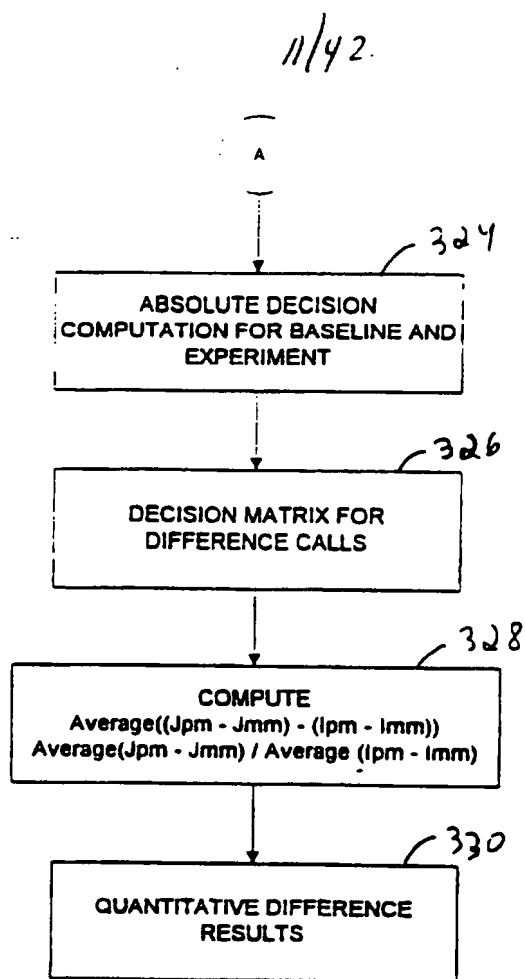 11/42.
A
324
ABSOLUTE DECISION
COMPUTATION FOR BASELINE AND
EXPERIMENT
326
DECISION MATRIX FOR
DIFFERENCE CALLS
328
COMPUTE
Average((Jpm - Jmm) - (Ipm - Imm))
Average(Jpm - Jmm) / Average (Ipm - Imm)
330
QUANTITATIVE DIFFERENCE
RESULTS